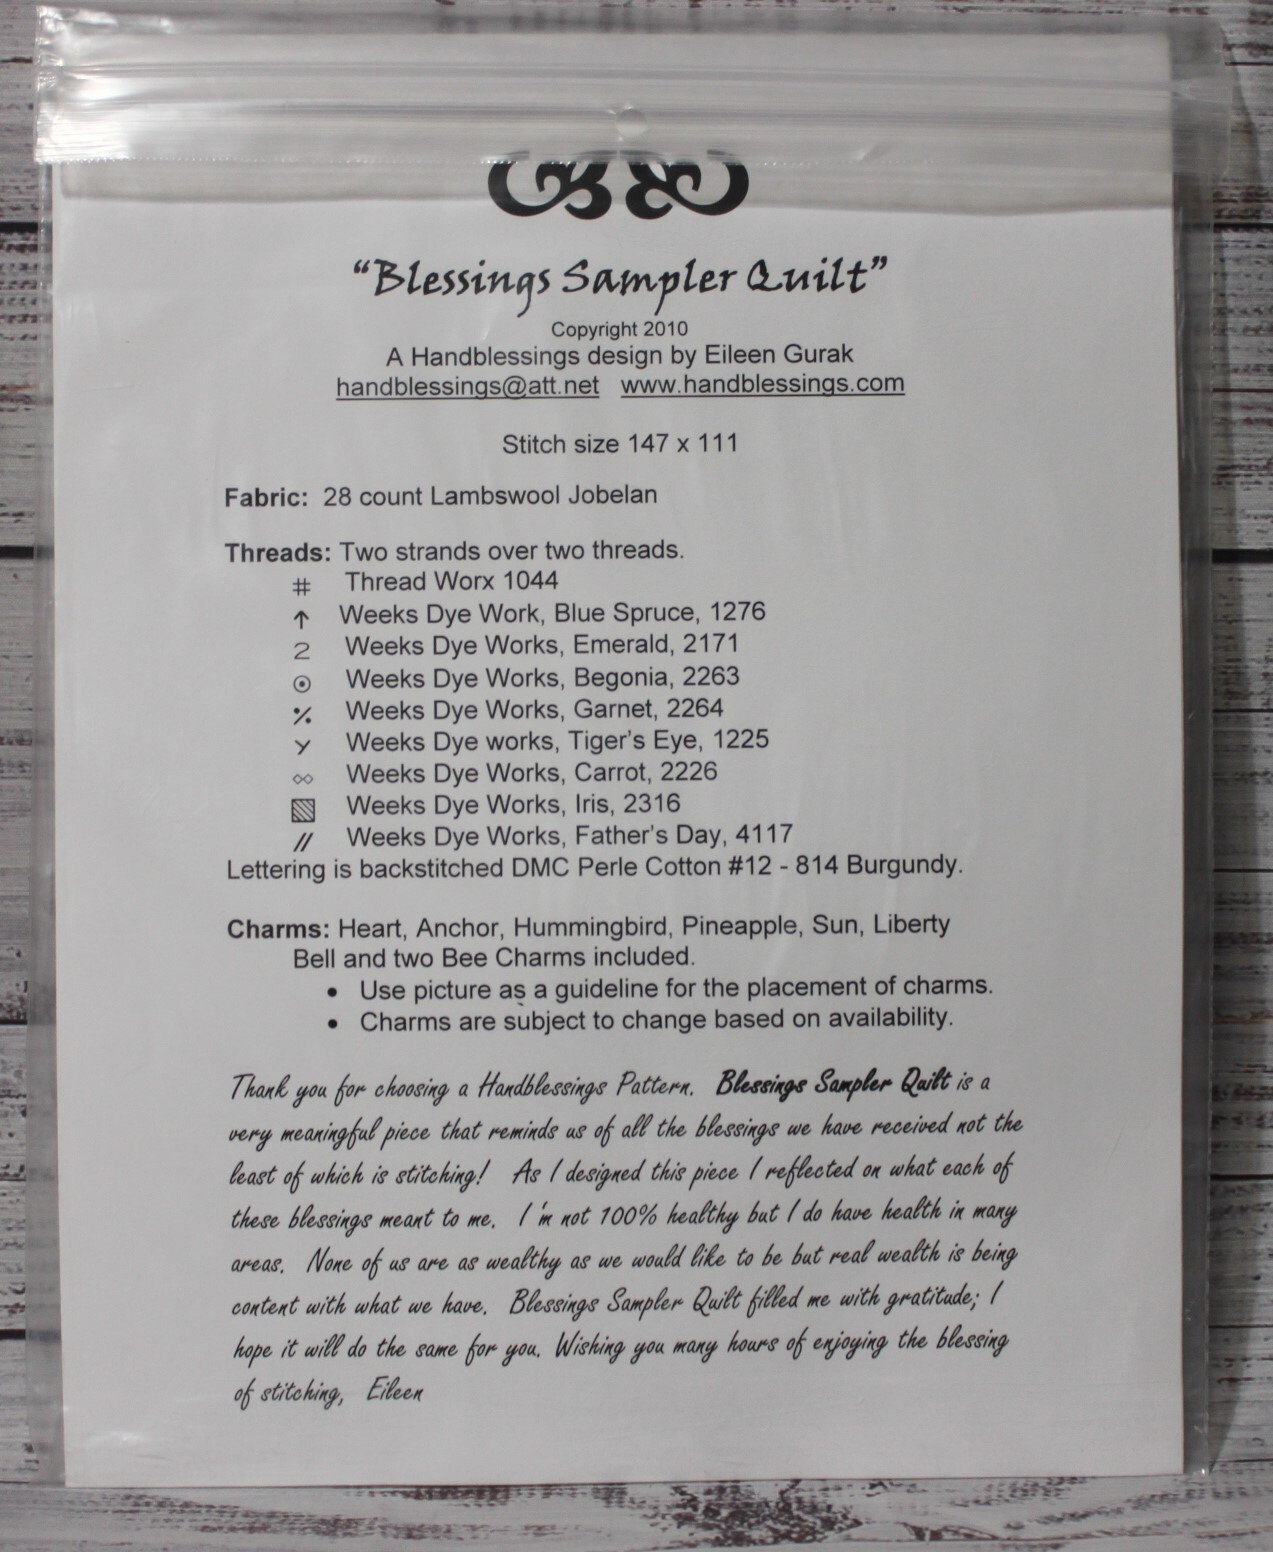 "Blessings Sampler Quilt"
Copyright 2010
A Handblessings design by Eileen Gurak
handblessings@att.net www.handblessings.com
Stitch size 147 x 111
Fabric: 28 count Lambswool Jobelan
Threads: Two strands over two threads.
# Thread Worx 1044
↑ Weeks Dye Work, Blue Spruce, 1276
2 Weeks Dye Works, Emerald, 2171
⊙ Weeks Dye Works, Begonia, 2263
⁒ Weeks Dye Works, Garnet, 2264
Y Weeks Dye works, Tiger's Eye, 1225
◇◇ Weeks Dye Works, Carrot, 2226
▧ Weeks Dye Works, Iris, 2316
// Weeks Dye Works, Father's Day, 4117
Lettering is backstitched DMC Perle Cotton #12 - 814 Burgundy.
Charms: Heart, Anchor, Hummingbird, Pineapple, Sun, Liberty
Bell and two Bee Charms included.
• Use picture as a guideline for the placement of charms.
• Charms are subject to change based on availability.
Thank you for choosing a Handblessings Pattern. Blessings Sampler Quilt is a
very meaningful piece that reminds us of all the blessings we have received not the
least of which is stitching! As I designed this piece I reflected on what each of
these blessings meant to me. I'm not 100% healthy but I do have health in many
areas. None of us are as wealthy as we would like to be but real wealth is being
content with what we have. Blessings Sampler Quilt filled me with gratitude; I
hope it will do the same for you. Wishing you many hours of enjoying the blessing
of stitching, Eileen